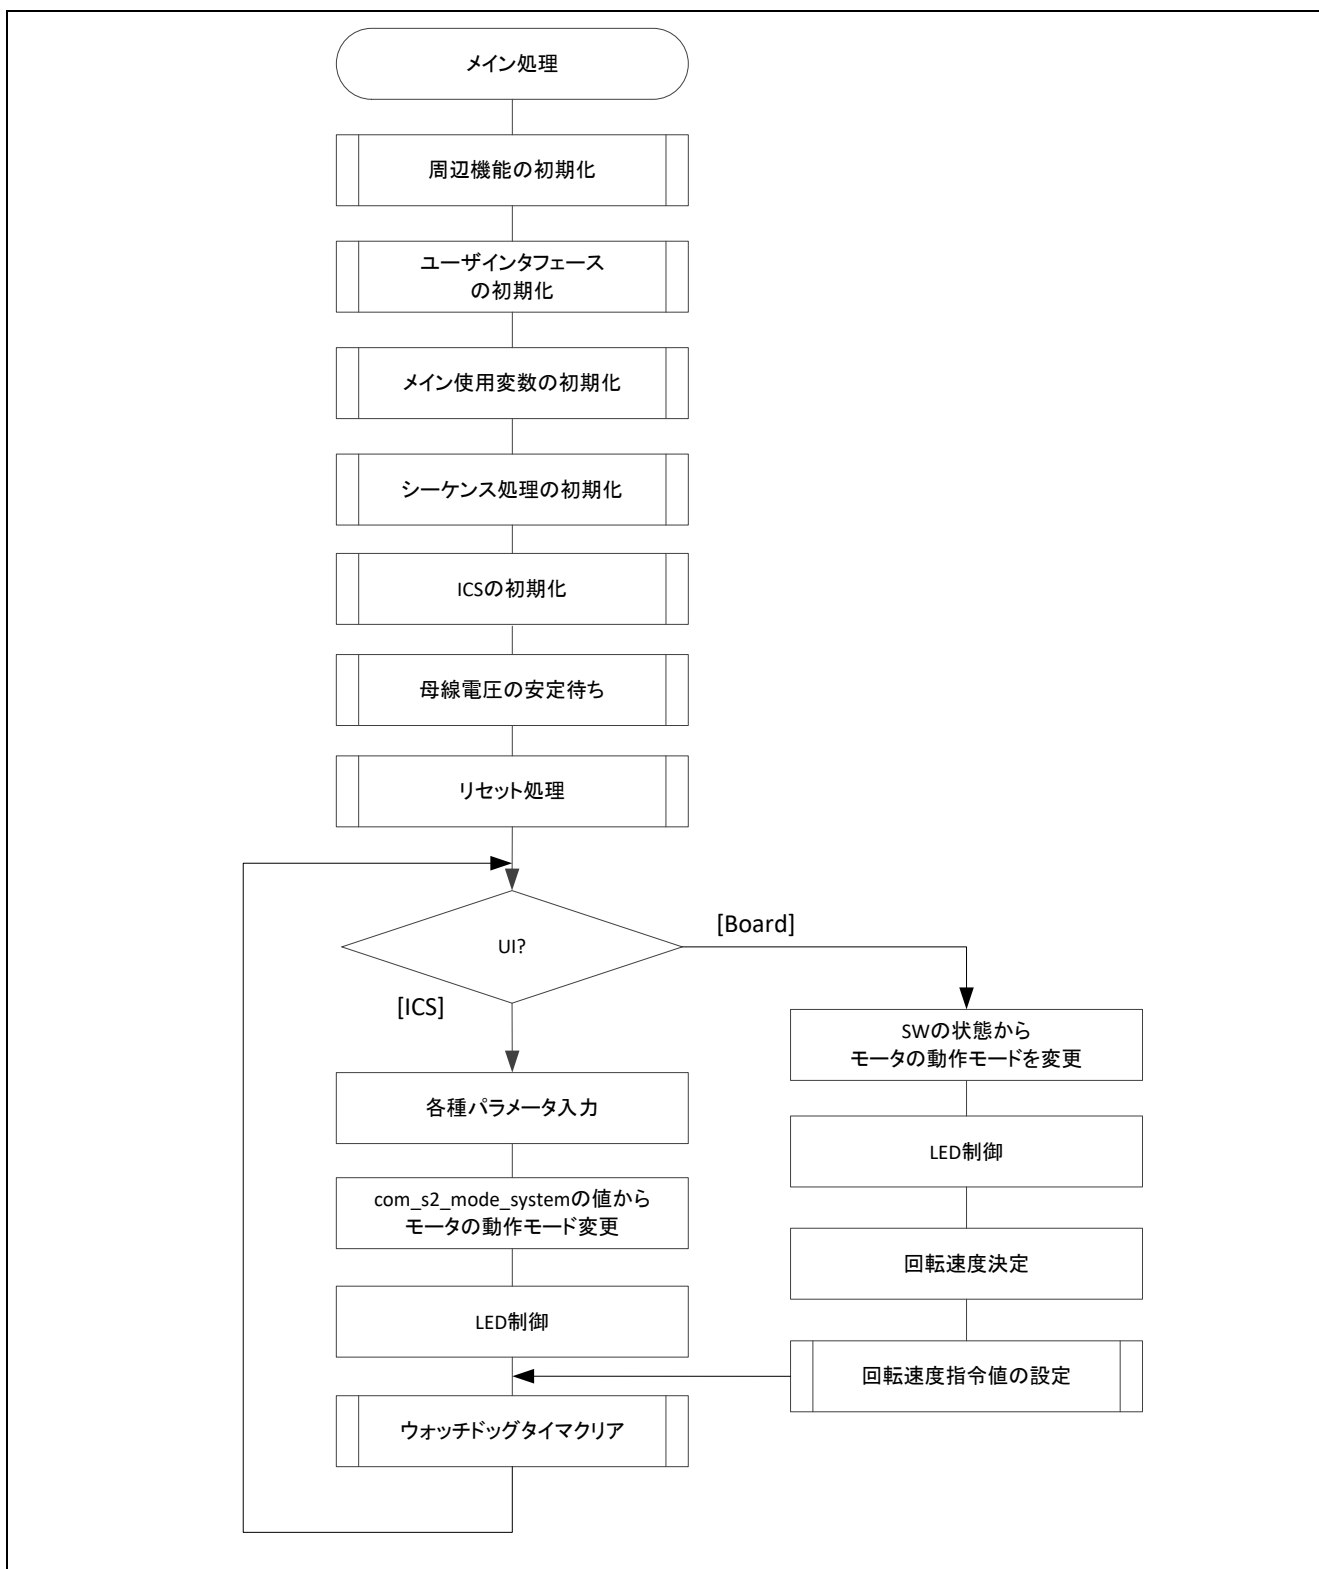 メイン処理
周辺機能の初期化
ユーザインタフェース
の初期化
メイン使用変数の初期化
シーケンス処理の初期化
ICSの初期化
母線電圧の安定待ち
リセット処理
UI?
[Board]
[ICS]
SWの状態から
モータの動作モードを変更
LED制御
回転速度決定
回転速度指令値の設定
各種パラメータ入力
com_s2_mode_systemの値から
モータの動作モード変更
LED制御
ウォッチドッグタイマクリア